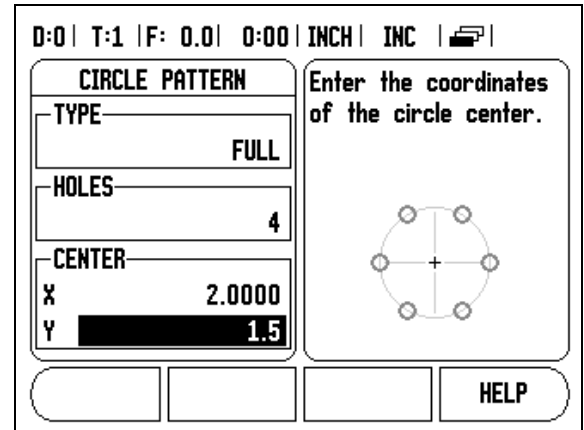 D:0 | T:1 | F: 0.0 | 0:00 | INCH | INC |
CIRCLE PATTERN
TYPE
FULL
HOLES
4
CENTER
X 2.0000
Y 1.5
Enter the coordinates
of the circle center.
HELP